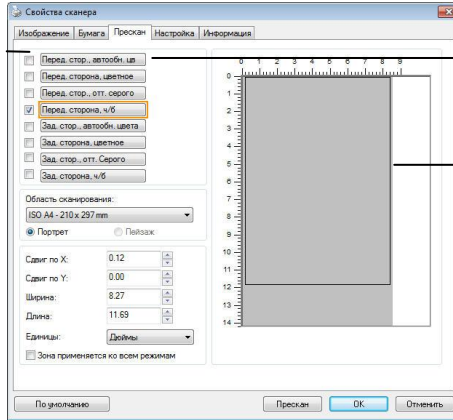 Свойства сканера
Изображение Бумага Прескан Настройка Информация
Перед. стор., автообн. цв
Перед. сторона, цветное
Перед. стор., отт. серого
Перед. сторона, ч/б
Зад. стор., автообн. цвета
Зад. сторона, цветное
Зад. стор., отт. Серого
Зад. сторона, ч/б
Область сканирования:
ISO A4 - 210 x 297 mm
Портрет Пейзаж
Сдвиг по X: 0.12
Сдвиг по Y: 0.00
Ширина: 8.27
Длина: 11.69
Единицы: Дюймы
Зона применяется ко всем режимам
0 1 2 3 4 5 6 7 8 9
0
1
2
3
4
5
6
7
8
9
10
11
12
13
14
По умолчанию Прескан OK Отменить